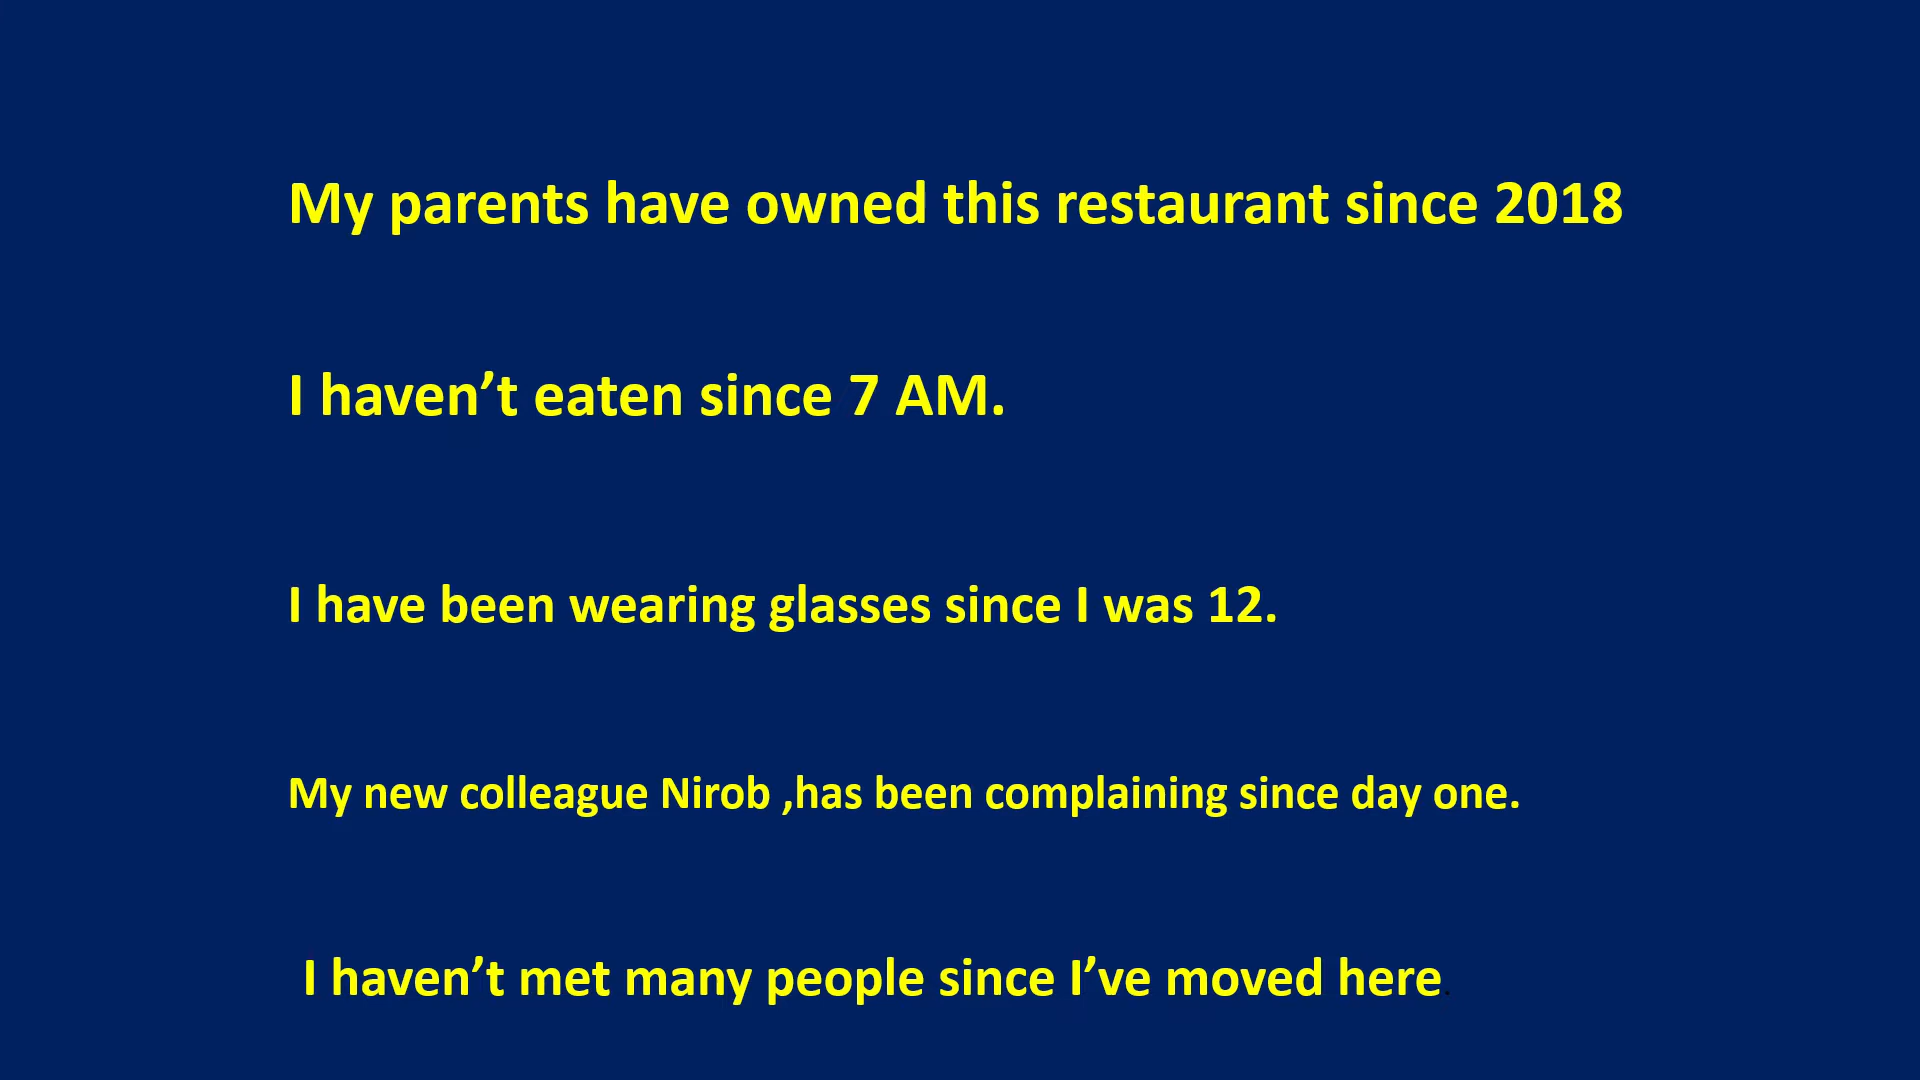 My parents have owned this restaurant since 2018
I haven’t eaten since 7 AM.
I have been wearing glasses since I was 12.
My new colleague Nirob ,has been complaining since day one.
I haven’t met many people since I’ve moved here.